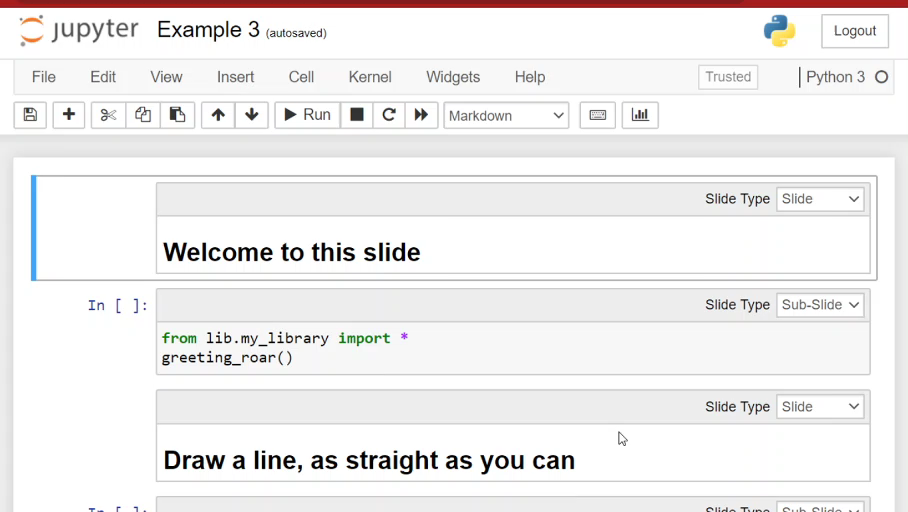 jupyter Example 3 (autosaved) Logout
File Edit View Insert Cell Kernel Widgets Help Trusted Python 3
Run Markdown
Slide Type Slide
Welcome to this slide
In [ ]: Slide Type Sub-Slide
from lib.my_library import *
greeting_roar()
Slide Type Slide
Draw a line, as straight as you can
In [ ]: Slide Type Sub-Slide